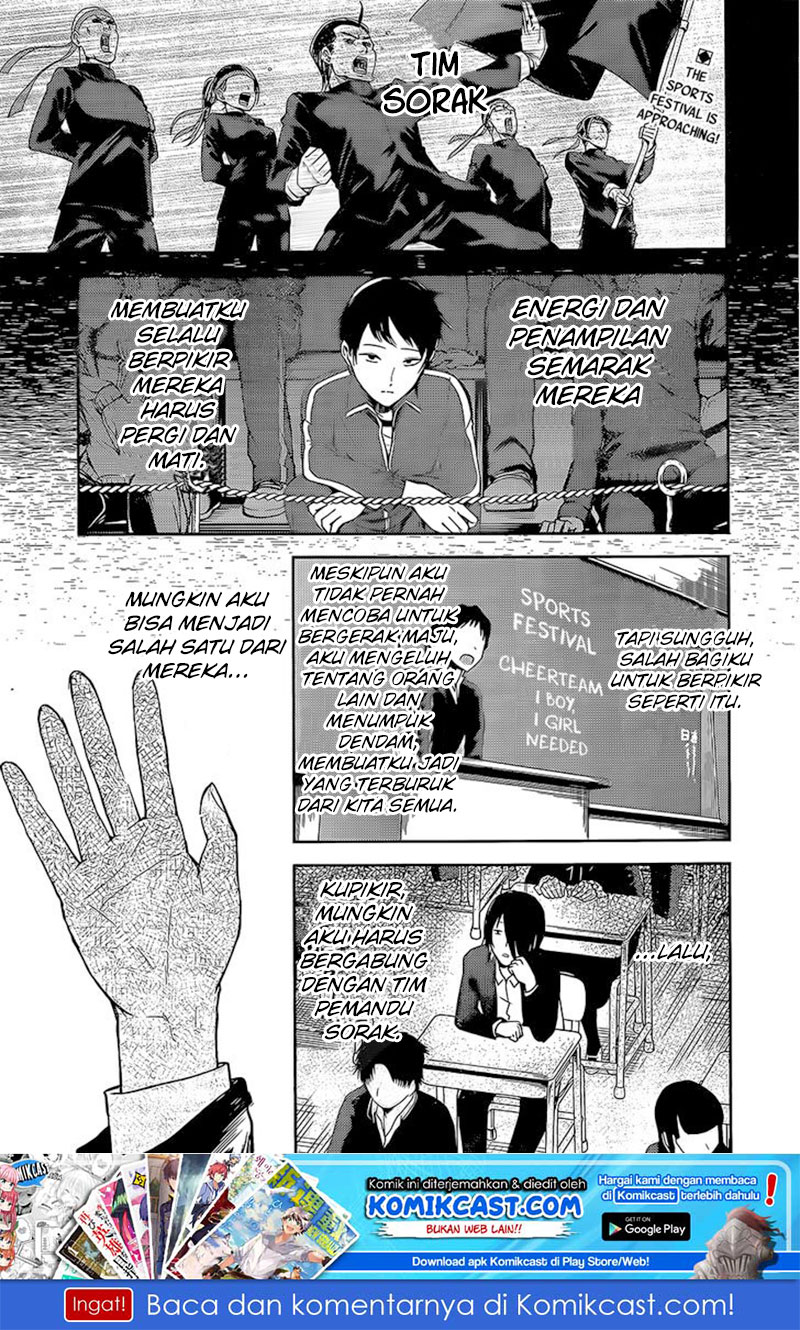 TIM
SORAK
THE
SPORTS
FESTIVAL IS
APPROACHING!
ENERGI DAN
PENAMPILAN
SEMARAK
MEREKA
MEMBUATKU
SELALU
BERPIKIR
MEREKA
HARUS
PERGI DAN
MATI.
TAPI SUNGGUH,
SALAH BAGIKU
UNTUK BERPIKIR
SEPERTI ITU.
SPORTS
FESTIVAL
CHEERTEAM
1 BOY,
1 GIRL
NEEDED
MESKIPUN AKU
TIDAK PERNAH
MENCOBA UNTUK
BERGERAK MAJU,
AKU MENGELUH
TENTANG ORANG
LAIN DAN
MENUMPUK
DENDAM,
MEMBUATKU JADI
YANG TERBURUK
DARI KITA SEMUA.
MUNGKIN AKU
BISA MENJADI
SALAH SATU DARI
MEREKA...
...LALU,
KUPIKIR,
MUNGKIN
AKU HARUS
BERGABUNG
DENGAN TIM
PEMANDU
SORAK.
Komik ini diterjemahkan & diedit oleh
KOMIKCAST.COM
BUKAN WEB LAIN!!
Hargai kami dengan membaca
di Komikcast terlebih dahulu !
GET IT ON
Google Play
Download apk Komikcast di Play Store/Web!
Ingat! Baca dan komentarnya di Komikcast.com!